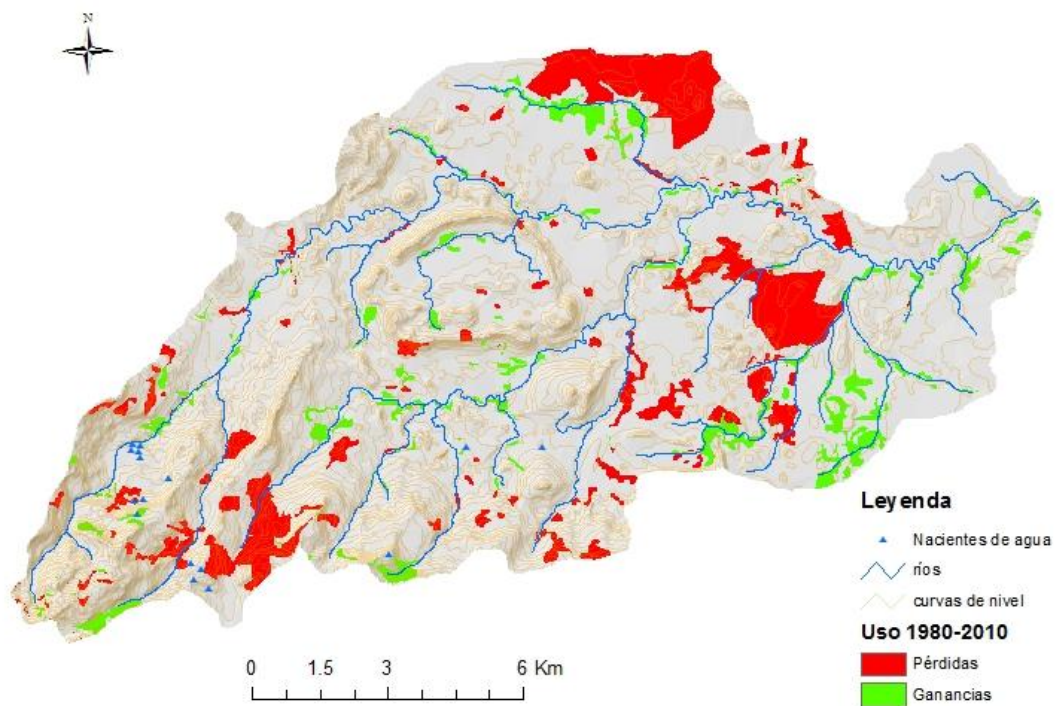 N
Leyenda
Nacientes de agua
ríos
curvas de nivel
Uso 1980-2010
Pérdidas
Ganancias
0 1.5 3 6 Km